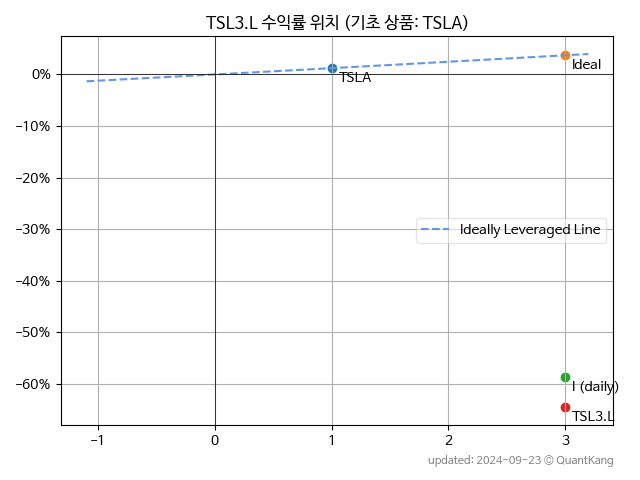 TSL3.L 수익률 위치 (기초 상품: TSLA)
0%
-10%
-20%
-30%
-40%
-50%
-60%
TSLA
Ideal
Ideally Leveraged Line
I (daily)
TSL3.L
-1
0
1
2
3
updated: 2024-09-23 © QuantKang